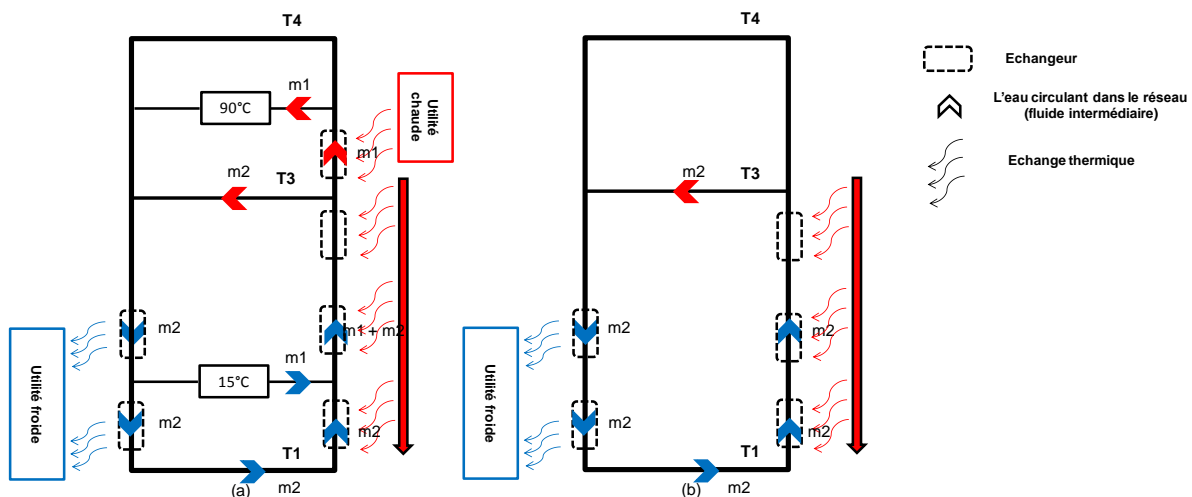 T4
m1
90°C
Utilité
chaude
m1
m2
T3
m2
m1 + m2
m1
15°C
Utilité froide
m2
m2
T1
(a)
m2
T4
m2
T3
m2
m2
Utilité froide
m2
m2
T1
(b)
m2
Echangeur
L'eau circulant dans le réseau
(fluide intermédiaire)
Echange thermique